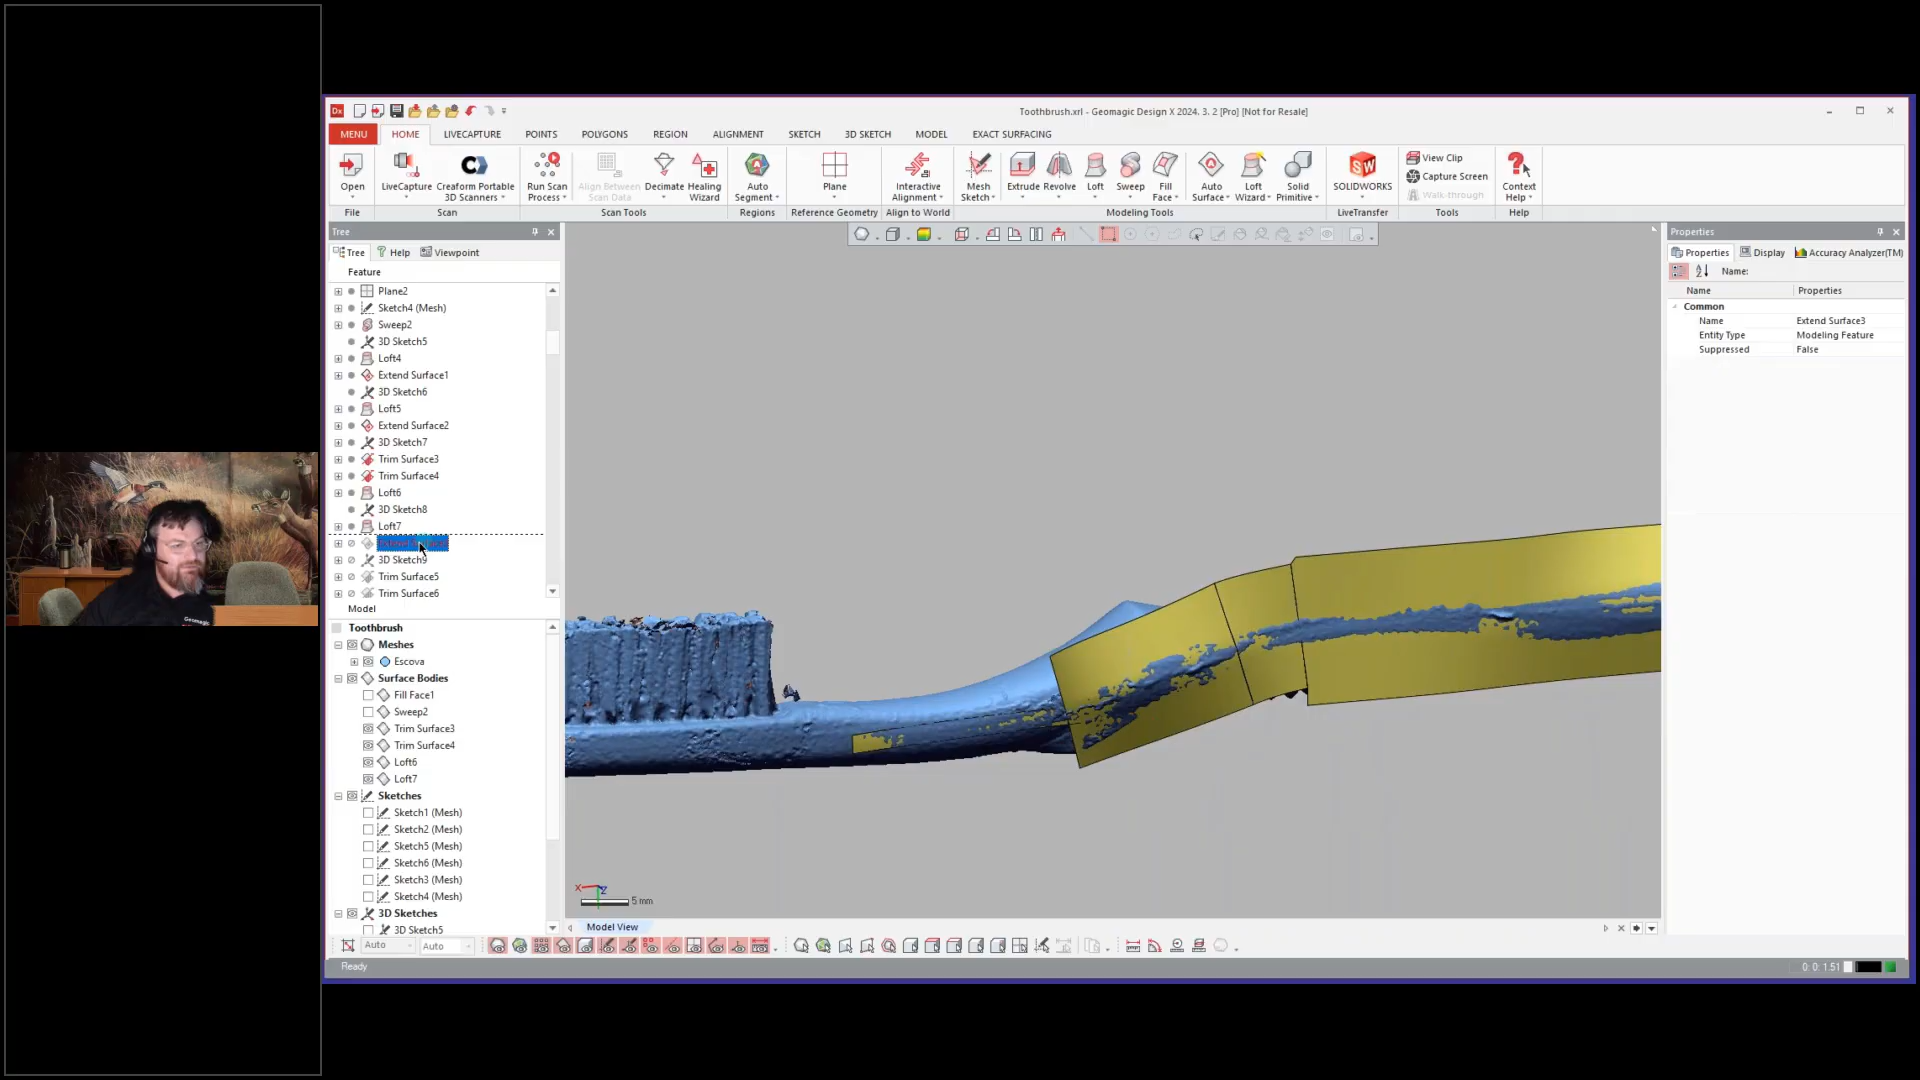 Toothbrush.xrl - Geomagic Design X 2024. 3. 2 [Pro] [Not for Resale]
MENU HOME LIVECAPTURE POINTS POLYGONS REGION ALIGNMENT SKETCH 3D SKETCH MODEL EXACT SURFACING
Open LiveCapture Creaform Portable 3D Scanners Run Scan Process Align Between Scan Data Decimate Healing Wizard Auto Segment Plane Interactive Alignment Mesh Sketch Extrude Revolve Loft Sweep Fill Face Auto Surface Loft Wizard Solid Primitive SOLIDWORKS View Clip Capture Screen Walk-through Context Help
File Scan Scan Tools Regions Reference Geometry Align to World Modeling Tools LiveTransfer Tools Help
Tree
Tree Help Viewpoint
Feature
Plane2
Sketch4 (Mesh)
Sweep2
3D Sketch5
Loft4
Extend Surface1
3D Sketch6
Loft5
Extend Surface2
3D Sketch7
Trim Surface3
Trim Surface4
Loft6
3D Sketch8
Loft7
3D Sketch9
Trim Surface5
Trim Surface6
Model
Toothbrush
Meshes
Escova
Surface Bodies
Fill Face1
Sweep2
Trim Surface3
Trim Surface4
Loft6
Loft7
Sketches
Sketch1 (Mesh)
Sketch2 (Mesh)
Sketch5 (Mesh)
Sketch6 (Mesh)
Sketch3 (Mesh)
Sketch4 (Mesh)
3D Sketches
3D Sketch5
X Z
5 mm
Model View
Properties
Properties Display Accuracy Analyzer(TM)
Name:
Name Properties
Common
Name Extend Surface3
Entity Type Modeling Feature
Suppressed False
Auto Auto
Ready
0: 0: 1.51
Geomagic